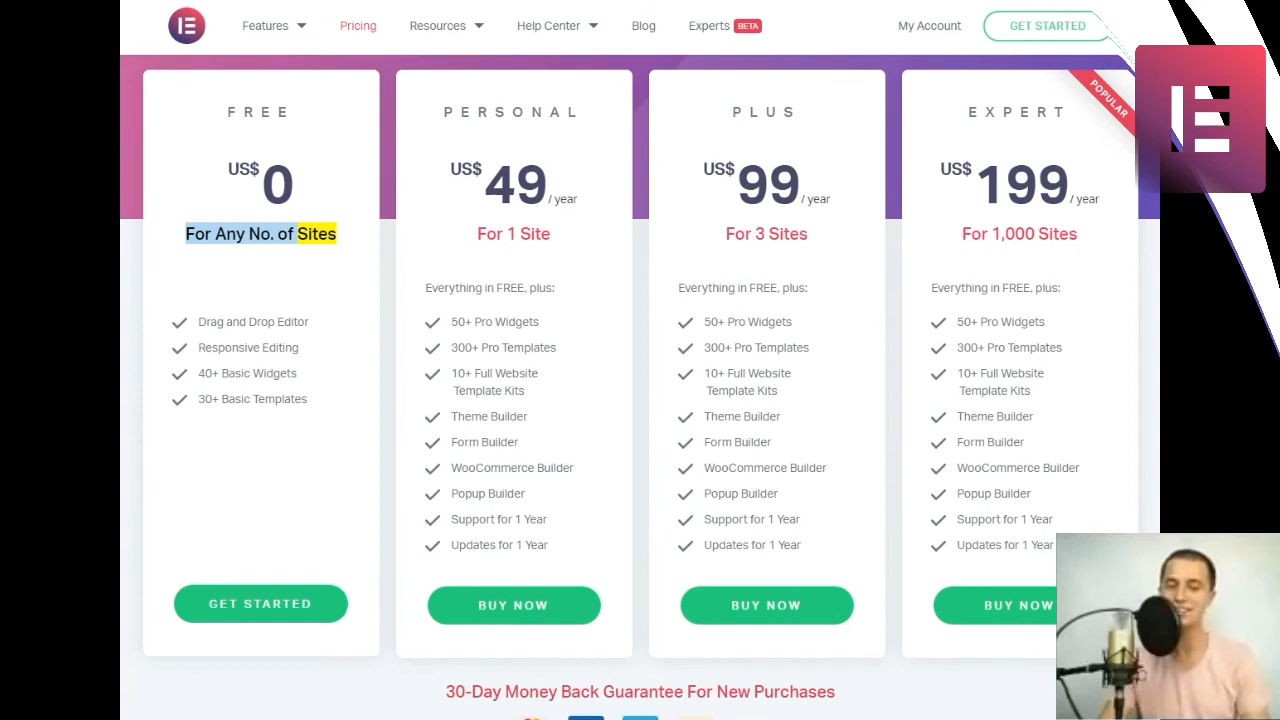 Features
Pricing
Resources
Help Center
Blog
Experts BETA
My Account
GET STARTED
FREE
US$ 0
For Any No. of Sites
Drag and Drop Editor
Responsive Editing
40+ Basic Widgets
30+ Basic Templates
GET STARTED
PERSONAL
US$ 49 / year
For 1 Site
Everything in FREE, plus:
50+ Pro Widgets
300+ Pro Templates
10+ Full Website
Template Kits
Theme Builder
Form Builder
WooCommerce Builder
Popup Builder
Support for 1 Year
Updates for 1 Year
BUY NOW
PLUS
US$ 99 / year
For 3 Sites
Everything in FREE, plus:
50+ Pro Widgets
300+ Pro Templates
10+ Full Website
Template Kits
Theme Builder
Form Builder
WooCommerce Builder
Popup Builder
Support for 1 Year
Updates for 1 Year
BUY NOW
POPULAR
EXPERT
US$ 199 / year
For 1,000 Sites
Everything in FREE, plus:
50+ Pro Widgets
300+ Pro Templates
10+ Full Website
Template Kits
Theme Builder
Form Builder
WooCommerce Builder
Popup Builder
Support for 1 Year
Updates for 1 Year
BUY NOW
30-Day Money Back Guarantee For New Purchases